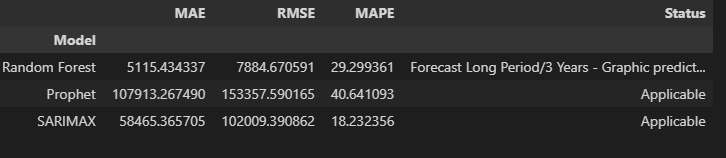 MAE RMSE MAPE Status
Model
Random Forest 5115.434337 7884.670591 29.299361 Forecast Long Period/3 Years - Graphic predict...
Prophet 107913.267490 153357.590165 40.641093 Applicable
SARIMAX 58465.365705 102009.390862 18.232356 Applicable